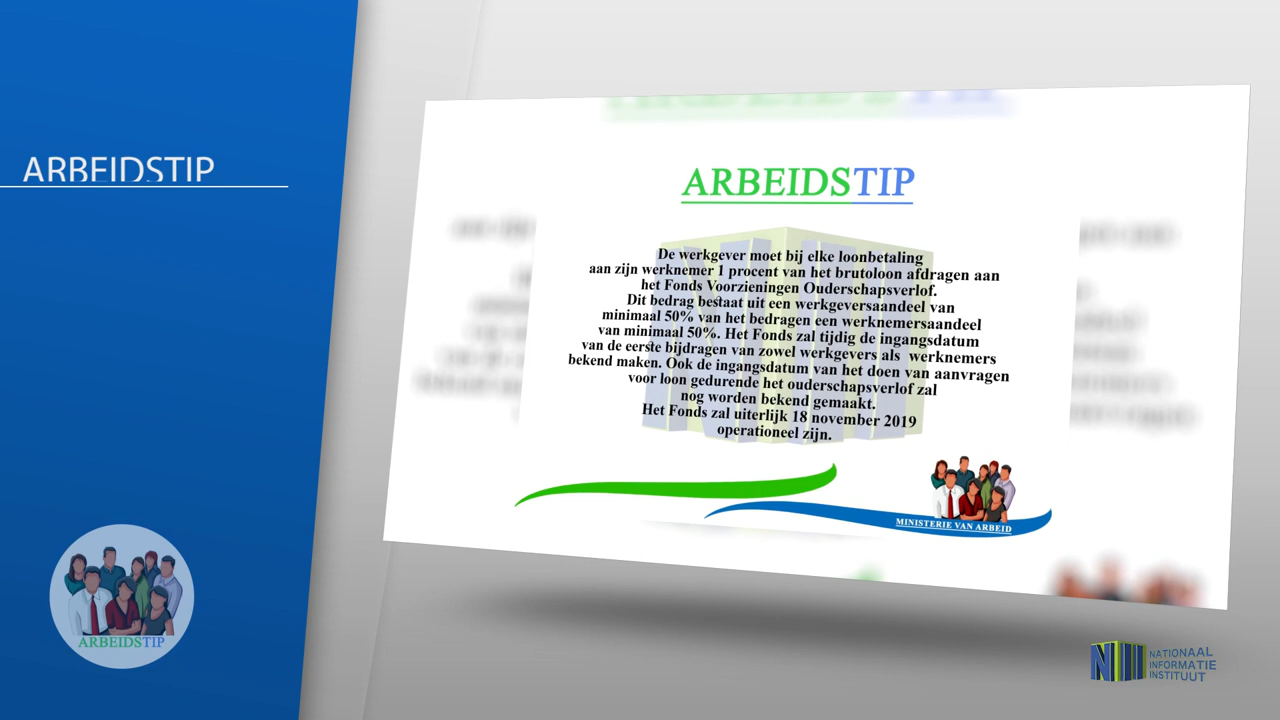 ARBEIDSTIP
ARBEIDSTIP
De werkgever moet bij elke loonbetaling
aan zijn werknemer 1 procent van het brutoloon afdragen aan
het Fonds Voorzieningen Ouderschapsverlof.
Dit bedrag bestaat uit een werkgeversaandeel van
minimaal 50% van het bedragen een werknemersaandeel
van minimaal 50%. Het Fonds zal tijdig de ingangsdatum
van de eerste bijdragen van zowel werkgevers als werknemers
bekend maken. Ook de ingangsdatum van het doen van aanvragen
voor loon gedurende het ouderschapsverlof zal
nog worden bekend gemaakt.
Het Fonds zal uiterlijk 18 november 2019
operationeel zijn.
MINISTERIE VAN ARBEID
ARBEIDSTIP
NATIONAAL
INFORMATIE
INSTITUUT